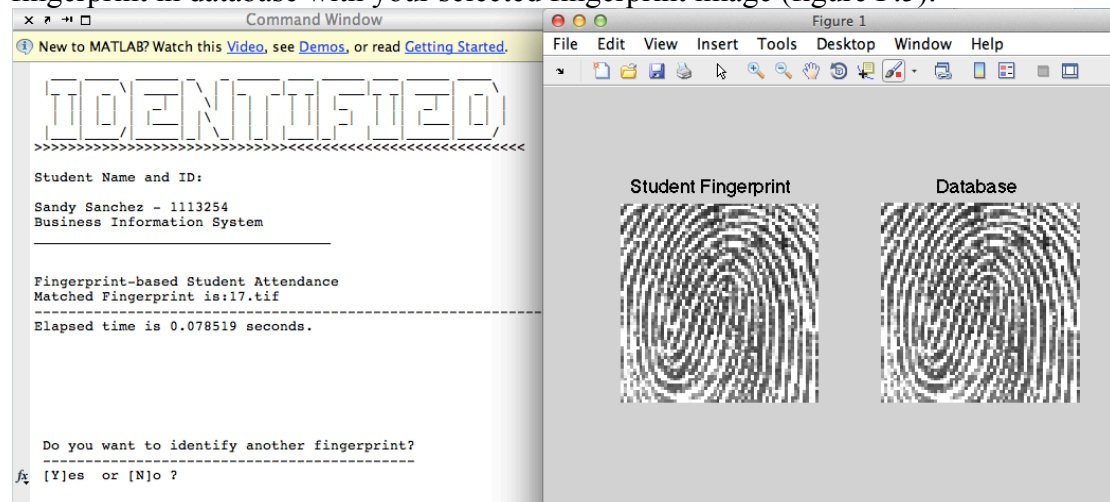 fingerprint in database with your selected fingerprint image (figure F.5).
Command Window
New to MATLAB? Watch this Video, see Demos, or read Getting Started.
IDENTIFIED
>>>>>>>>>>>>>>>>>>>>>>>>>>>>>><<<<<<<<<<<<<<<<<<<<<<<<<<<<
Student Name and ID:
Sandy Sanchez - 1113254
Business Information System
Fingerprint-based Student Attendance
Matched Fingerprint is:17.tif
Elapsed time is 0.078519 seconds.
Do you want to identify another fingerprint?
fx [Y]es or [N]o ?
Figure 1
File Edit View Insert Tools Desktop Window Help
Student Fingerprint
Database